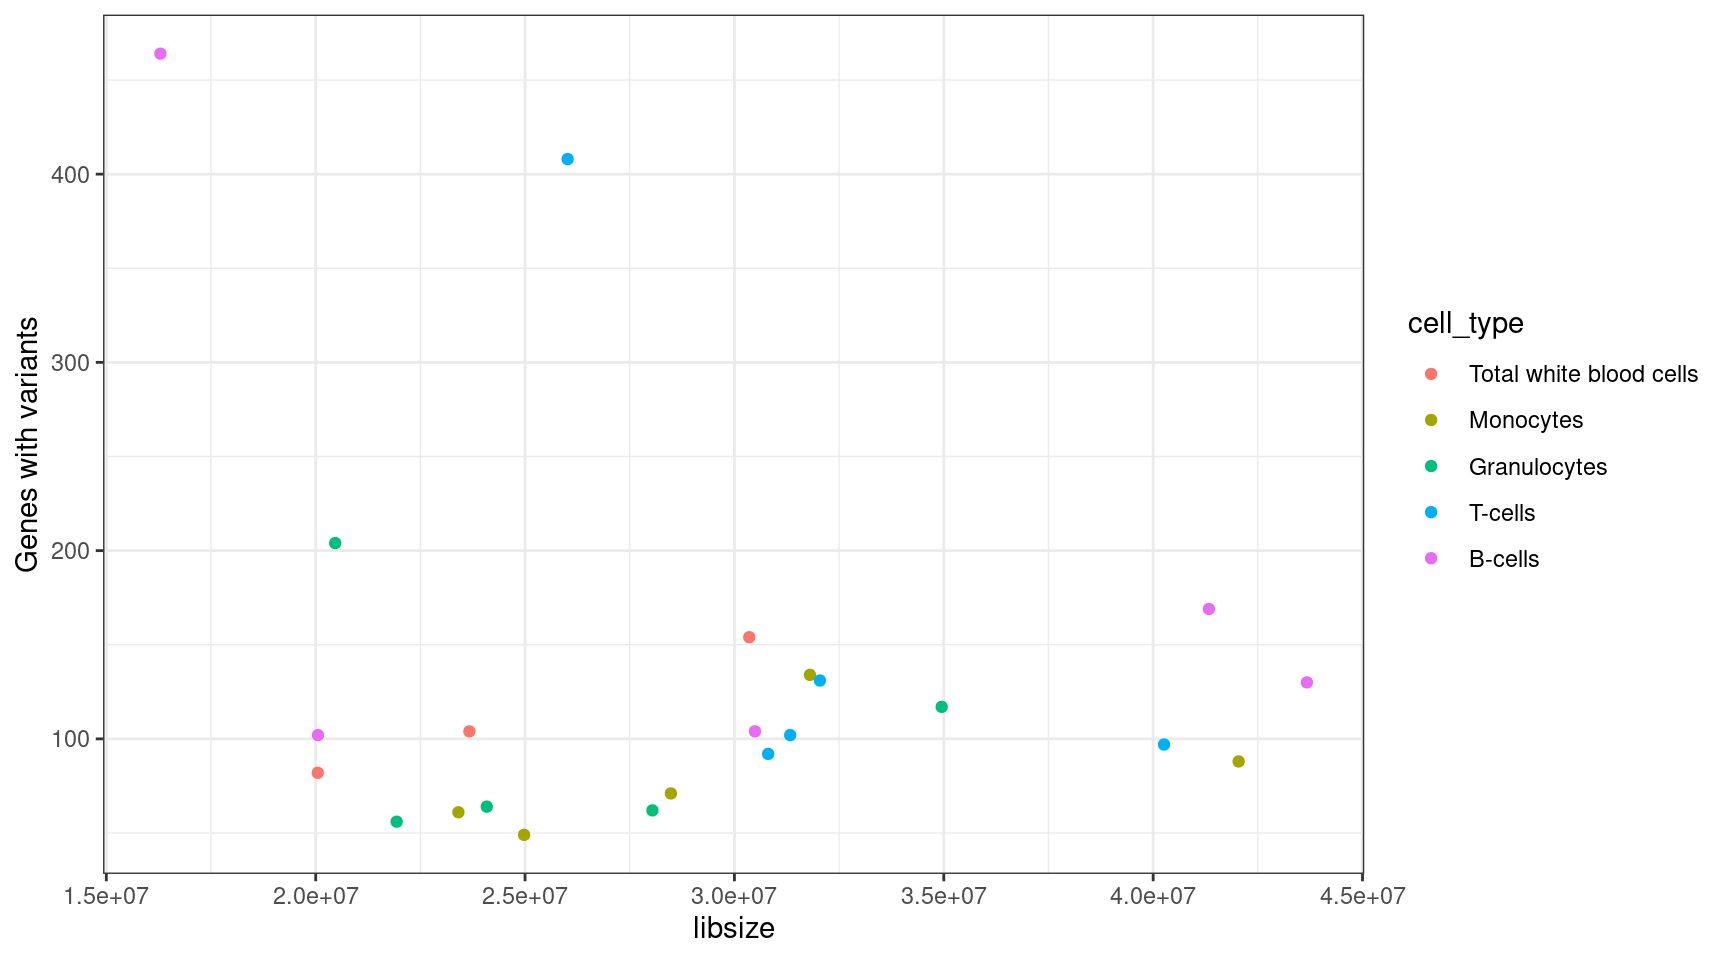 Genes with variants
400
300
200
100
1.5e+07 2.0e+07 2.5e+07 3.0e+07 3.5e+07 4.0e+07 4.5e+07
libsize
cell_type
Total white blood cells
Monocytes
Granulocytes
T-cells
B-cells